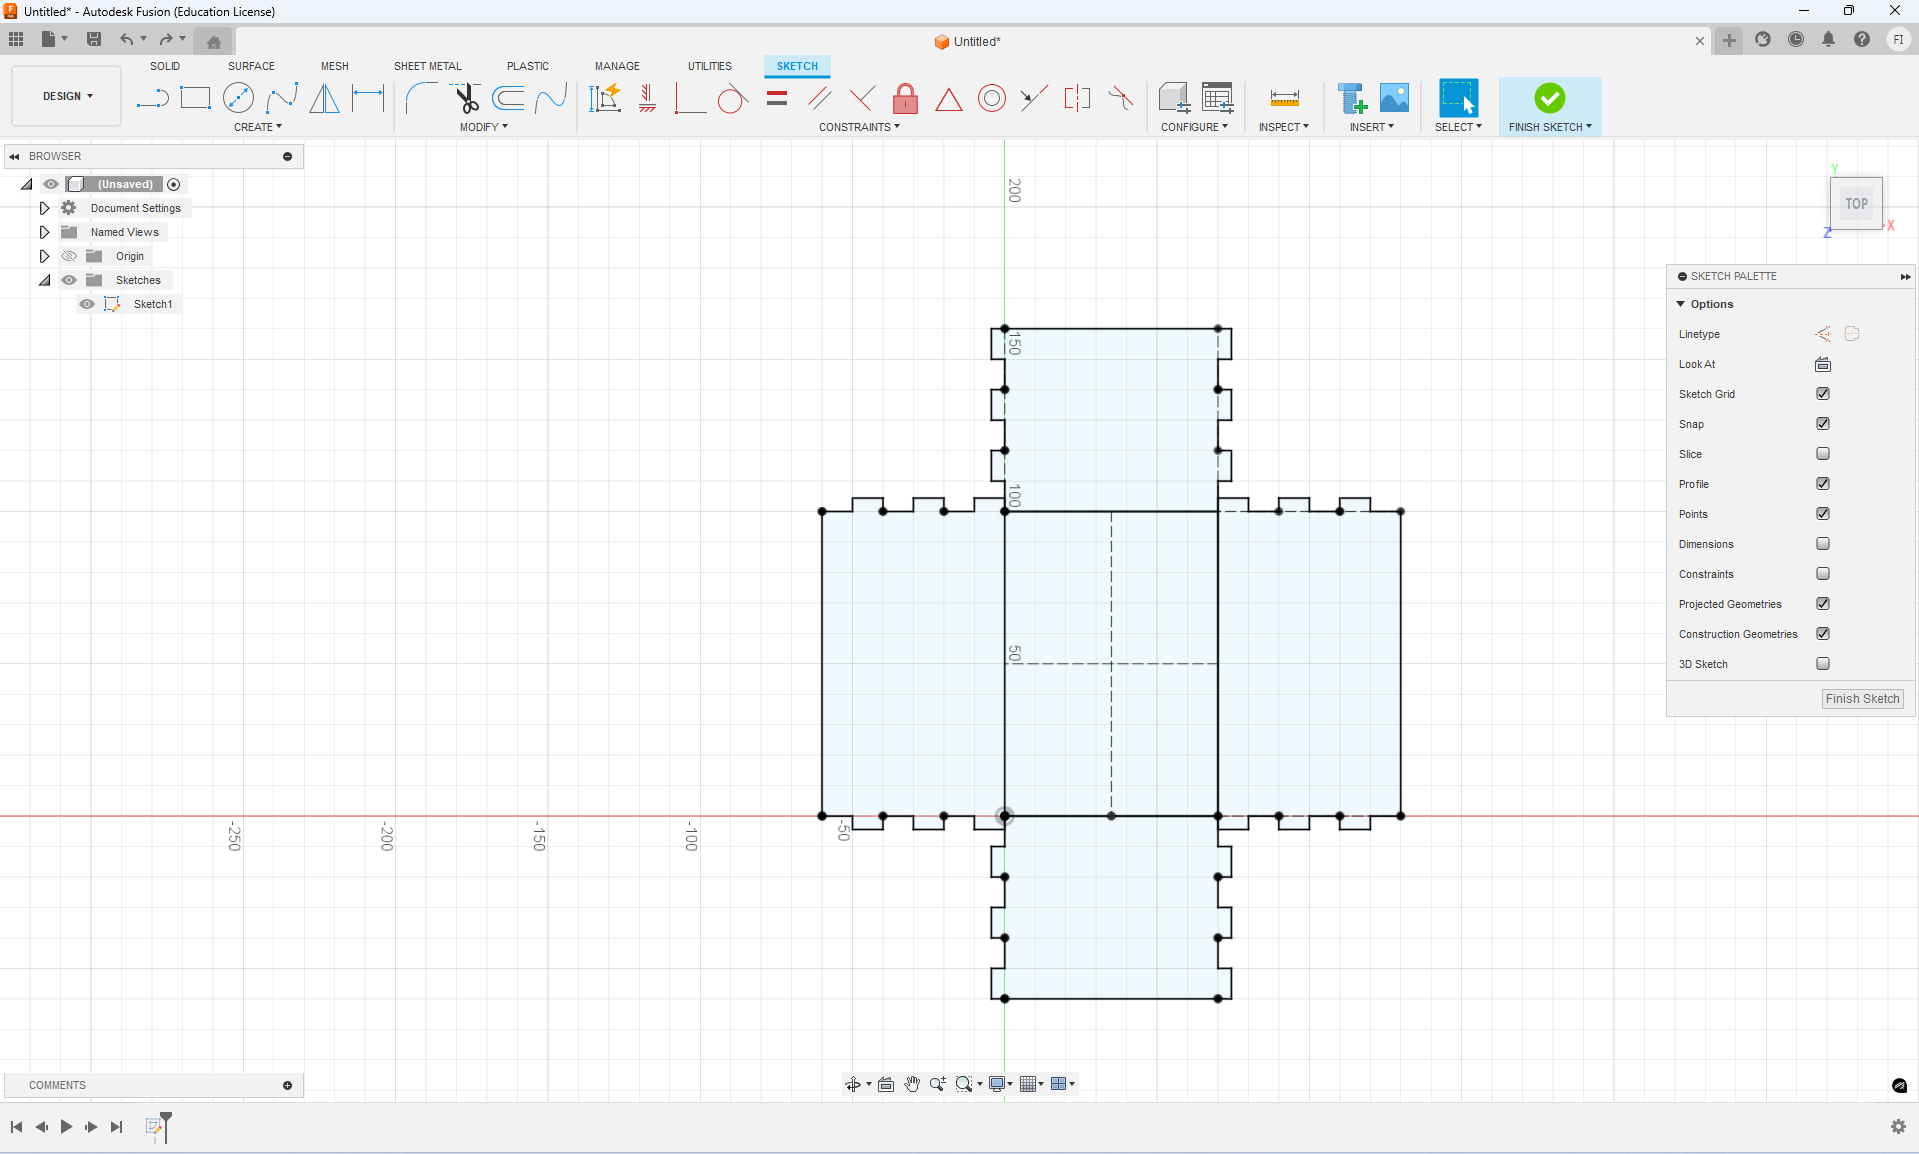 Untitled* - Autodesk Fusion (Education License)
Untitled*
FI
SOLID SURFACE MESH SHEET METAL PLASTIC MANAGE UTILITIES SKETCH
DESIGN
CREATE MODIFY CONSTRAINTS CONFIGURE INSPECT INSERT SELECT FINISH SKETCH
BROWSER
(Unsaved)
Document Settings
Named Views
Origin
Sketches
Sketch1
200
150
100
50
-250
-200
-150
-100
-50
Y
TOP
X
Z
SKETCH PALETTE
Options
Linetype
Look At
Sketch Grid
Snap
Slice
Profile
Points
Dimensions
Constraints
Projected Geometries
Construction Geometries
3D Sketch
Finish Sketch
COMMENTS